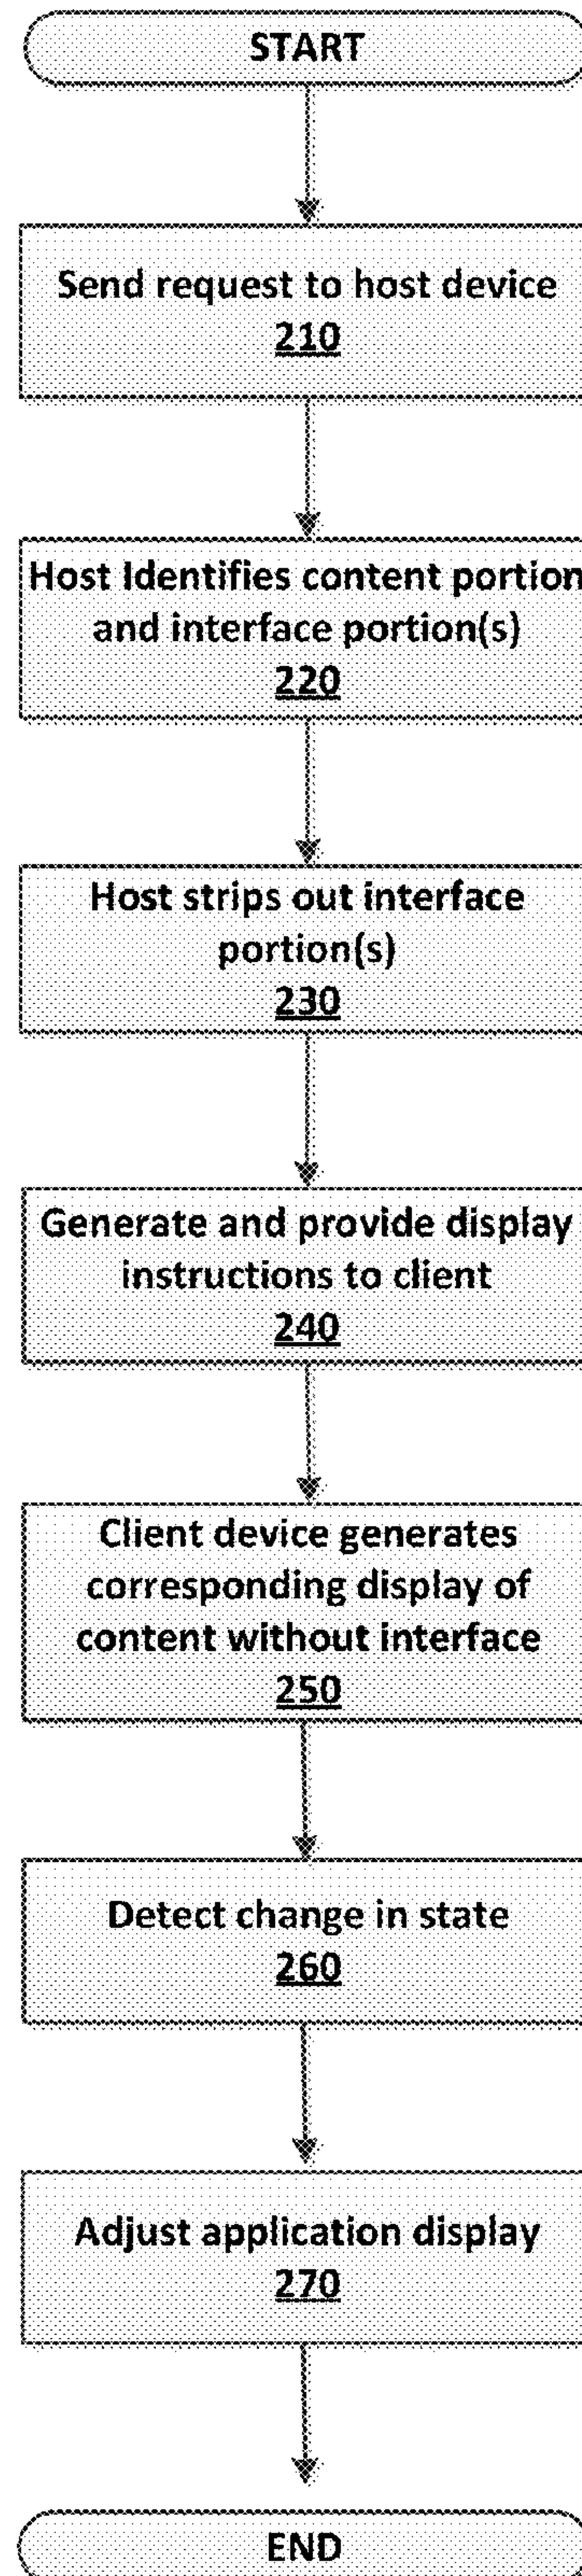 START
Send request to host device
210
Host Identifies content portion
and interface portion(s)
220
Host strips out interface
portion(s)
230
Generate and provide display
instructions to client
240
Client device generates
corresponding display of
content without interface
250
Detect change in state
260
Adjust application display
270
END